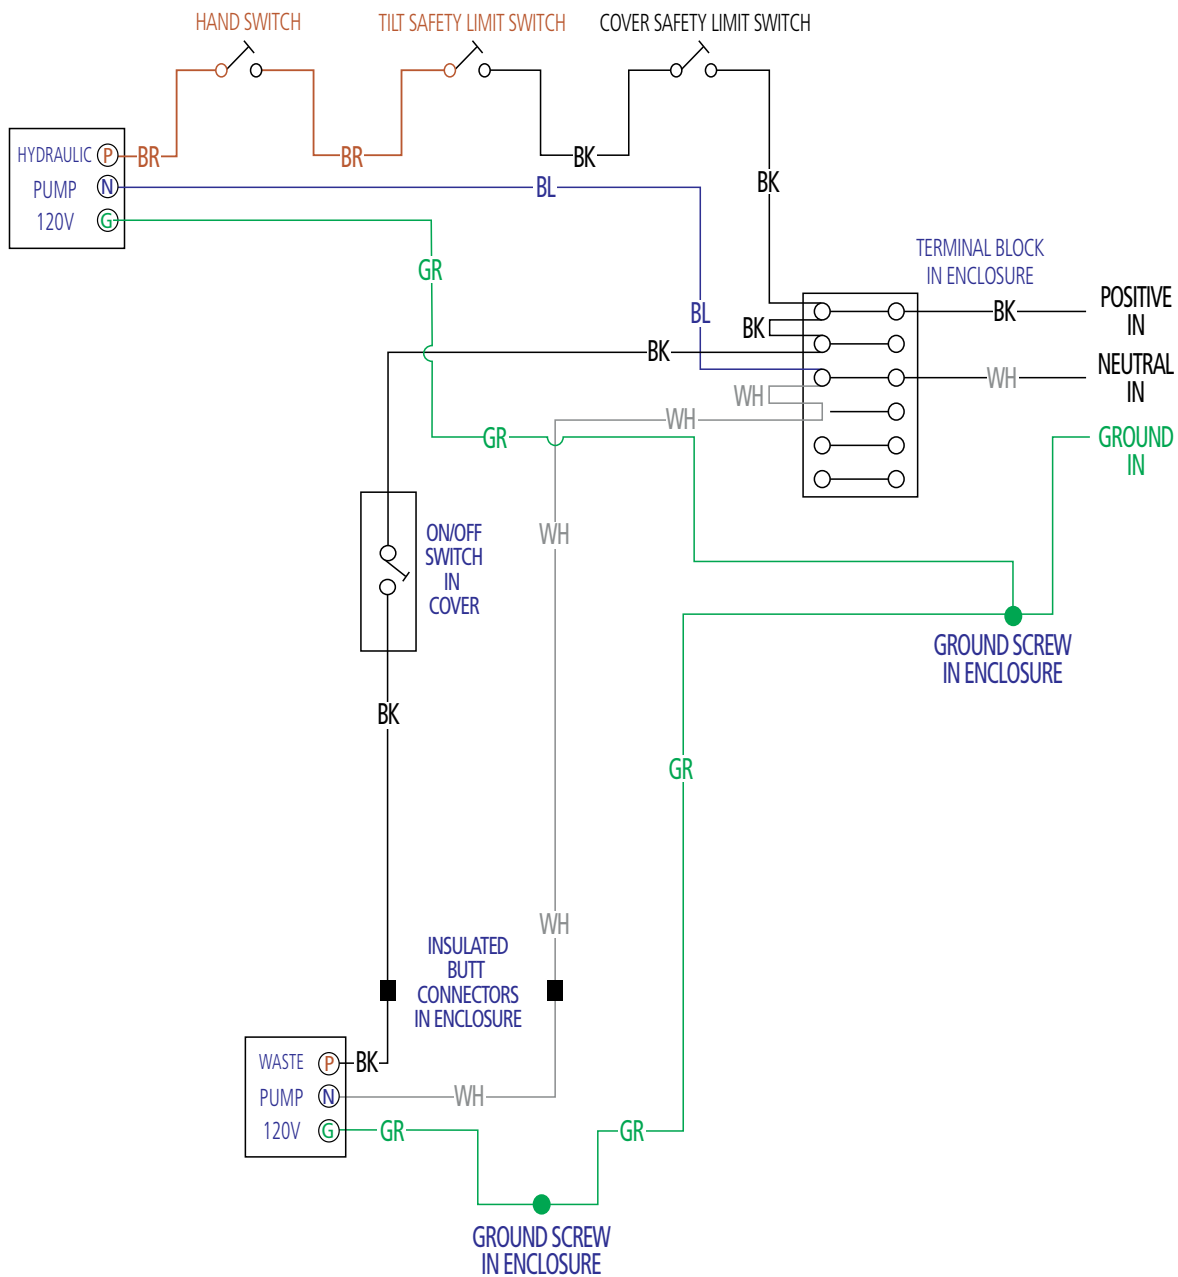 HAND SWITCH
TILT SAFETY LIMIT SWITCH
COVER SAFETY LIMIT SWITCH
HYDRAULIC P
PUMP N
120V G
BR
BR
BK
BK
BL
GR
BL
BK
BK
TERMINAL BLOCK
IN ENCLOSURE
BK
POSITIVE
IN
WH
NEUTRAL
IN
WH
WH
GR
GROUND
IN
WH
ON/OFF
SWITCH
IN
COVER
GROUND SCREW
IN ENCLOSURE
BK
GR
WH
INSULATED
BUTT
CONNECTORS
IN ENCLOSURE
WASTE P
PUMP N
120V G
BK
WH
GR
GR
GROUND SCREW
IN ENCLOSURE